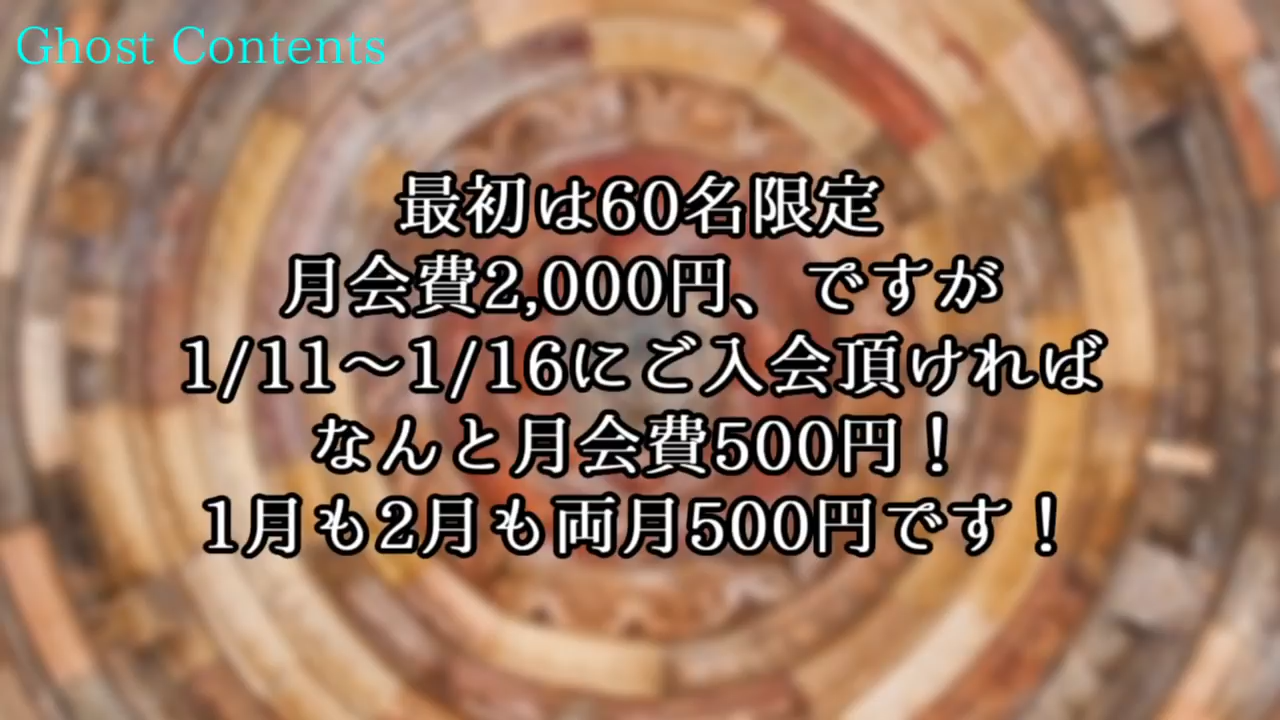 Ghost Contents
最初は60名限定
月会費2,000円、ですが
1/11～1/16にご入会頂ければ
なんと月会費500円！
1月も2月も両月500円です！